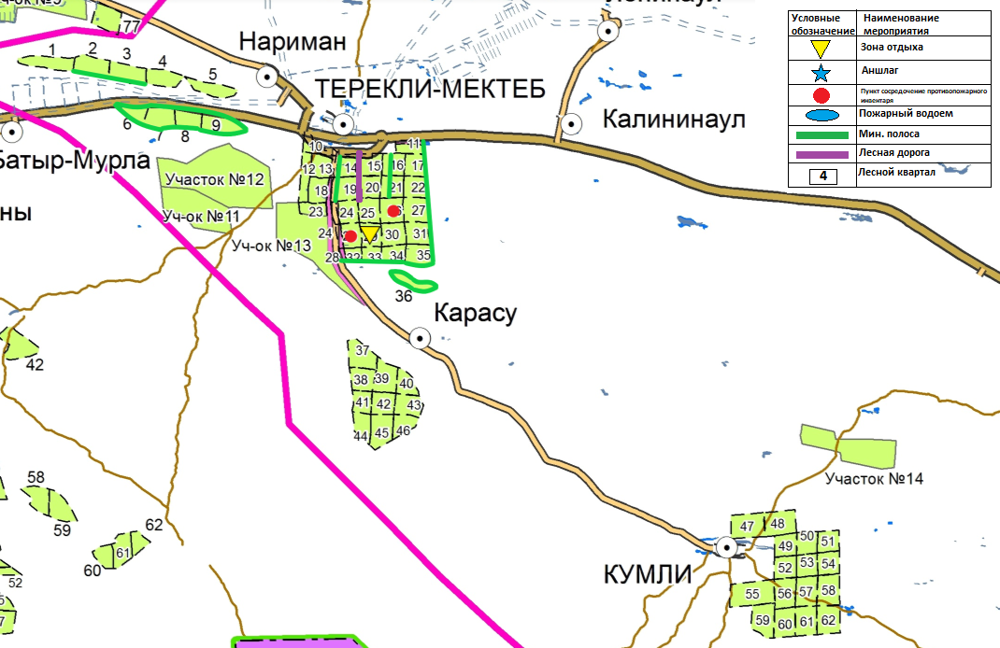 77
1 2 3 4 5
Нариман
ТЕРЕКЛИ-МЕКТЕБ
Калининаул
6 7 8 9
Батыр-Мурла
10 11
12 13 14 15 16 17
18 19 20 21 22
23 24 25 27
24 30 31
28 32 33 34 35
36
Участок №12
Уч-ок №11
Уч-ок №13
ны
Карасу
37
38 39 40
41 42 43
44 45 46
42
58
59
62
61
60
52
Участок №14
КУМЛИ
47 48
49 50 51
52 53 54
55 56 57 58
59 60 61 62
Условные обозначение
Наименование мероприятия
Зона отдыха
Аншлаг
Пункт сосредочение противопожарного
инвентаря
Пожарный водоем
Мин. полоса
Лесная дорога
4
Лесной квартал